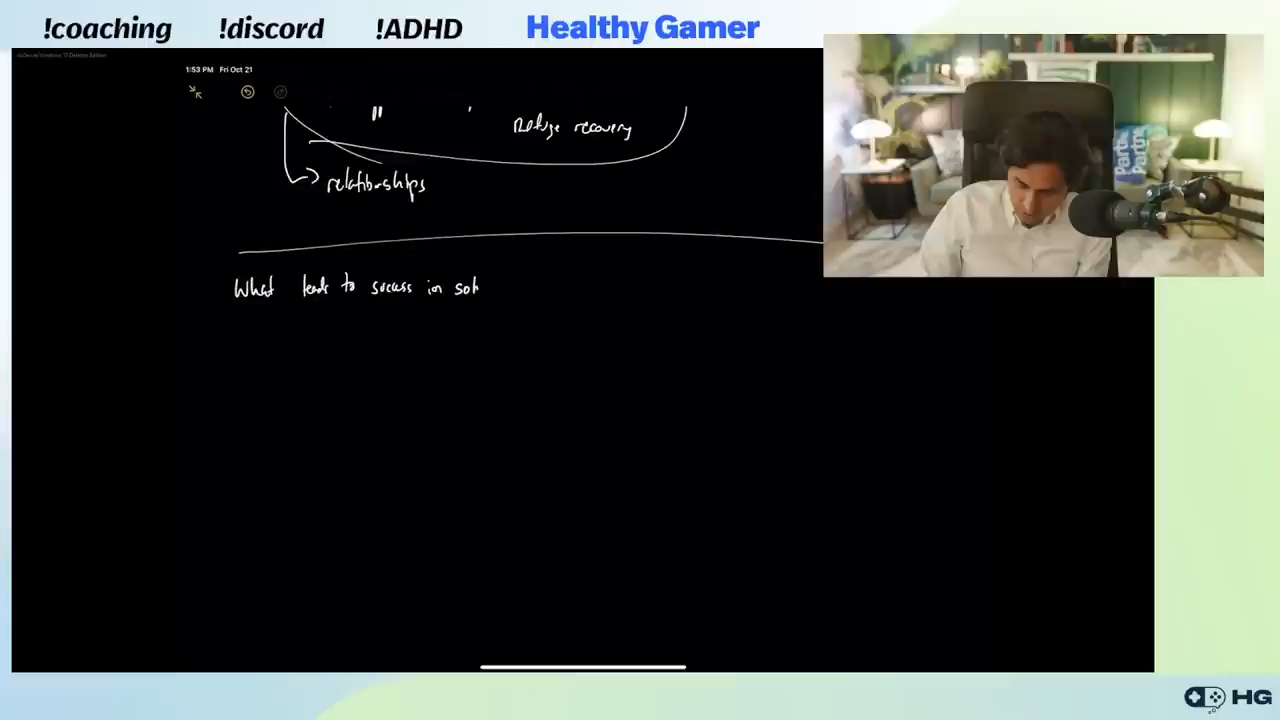 !coaching !discord !ADHD Healthy Gamer
1:53 PM Fri Oct 21
Refuge recovery
relationships
What leads to success in sob
HG